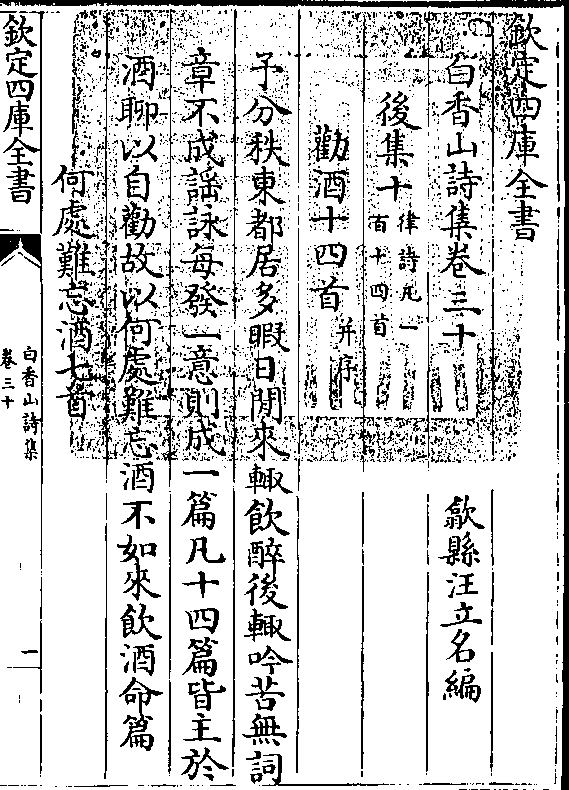 欽定四庫全書
白香山詩集卷三十
歙縣汪立名編
後集十律詩凡一百十四首
勸酒十四首并序
予分秩東都居多暇日閒來輙飲醉後輙吟苦無詞
章不成謡詠每發一意則成一篇凡十四篇皆主於
酒聊以自勸故以何處難忘酒不如來飲酒命篇
何處難忘酒七首
欽定四庫全書
白香山詩集
卷三十
一